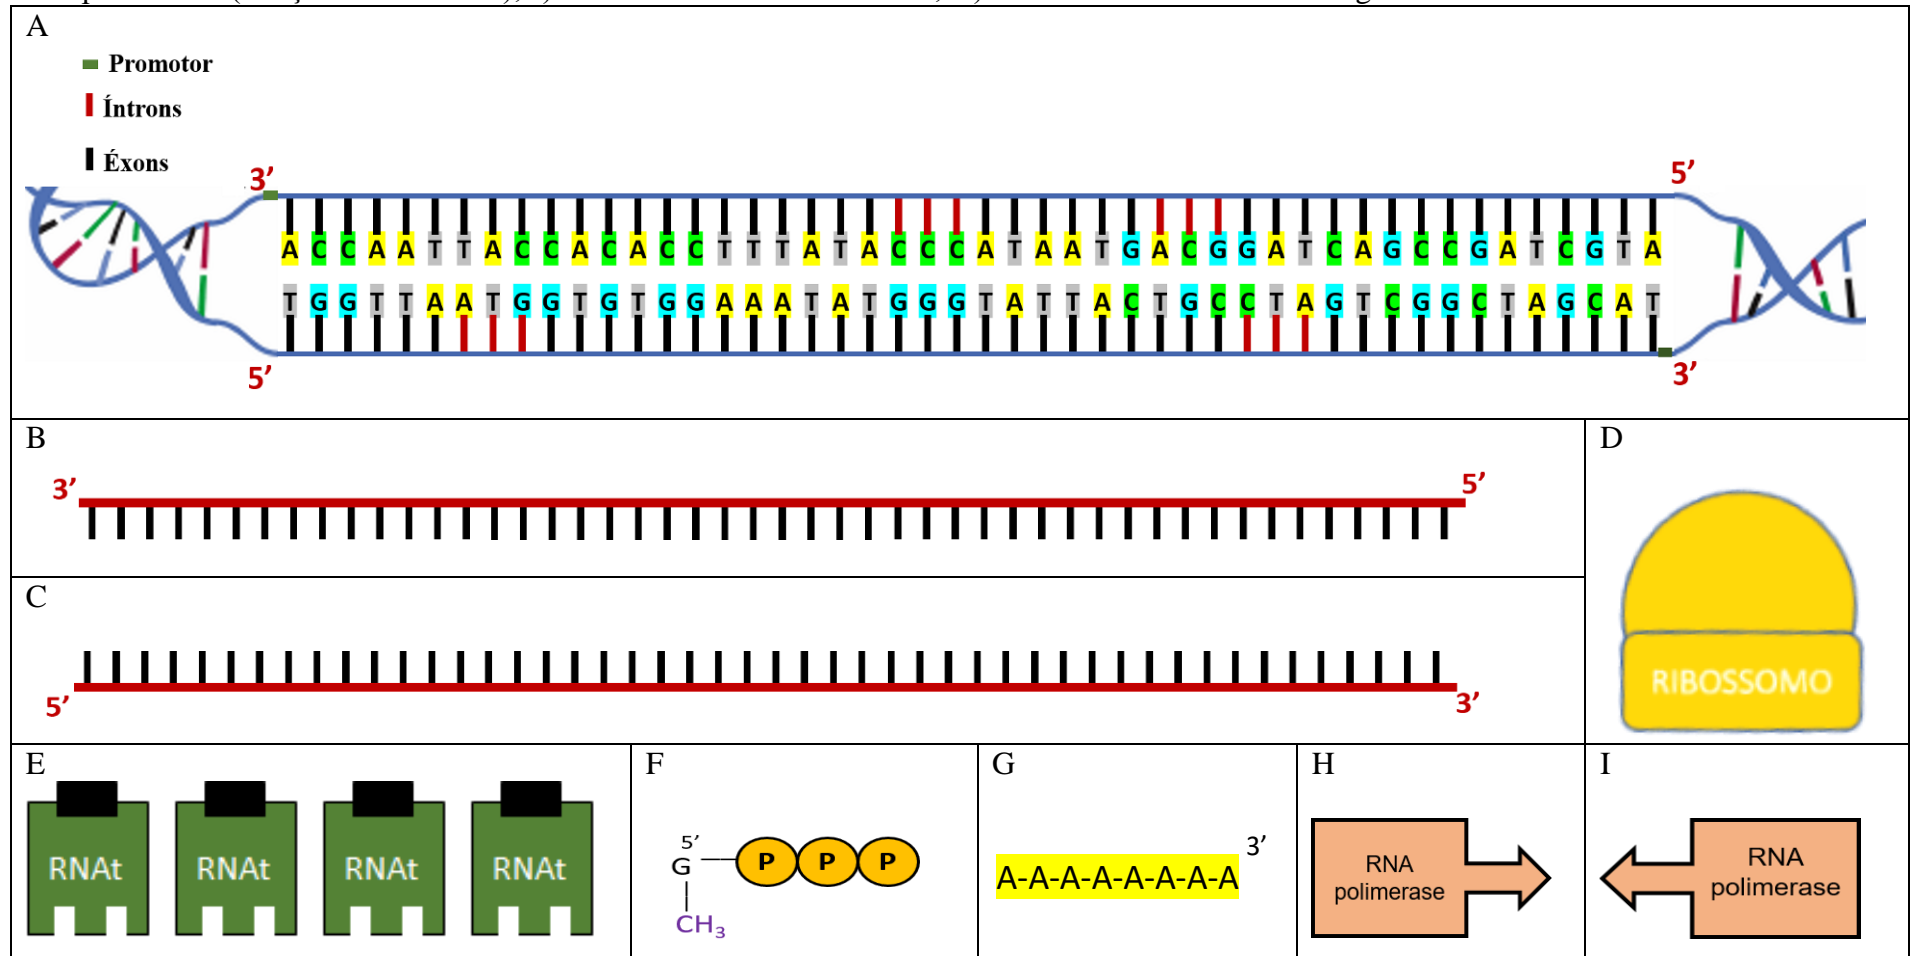 A
Promotor
Íntrons
Éxons
3’ 5’
A C C A A T T A C C A C A C C T T T A T A C C C A T A A T G A C G G A T C A G C C G A T C G T A
T G G T T A A T G G T G T G G A A A T A T G G G T A T T A C T G C C T A G T C G G C T A G C A T
5’ 3’
B
3’ 5’
C
5’ 3’
D
RIBOSSOMO
E
RNAt RNAt RNAt RNAt
F
5’
G P P P
CH₃
G
A-A-A-A-A-A-A-A 3’
H
RNA
polimerase
I
RNA
polimerase